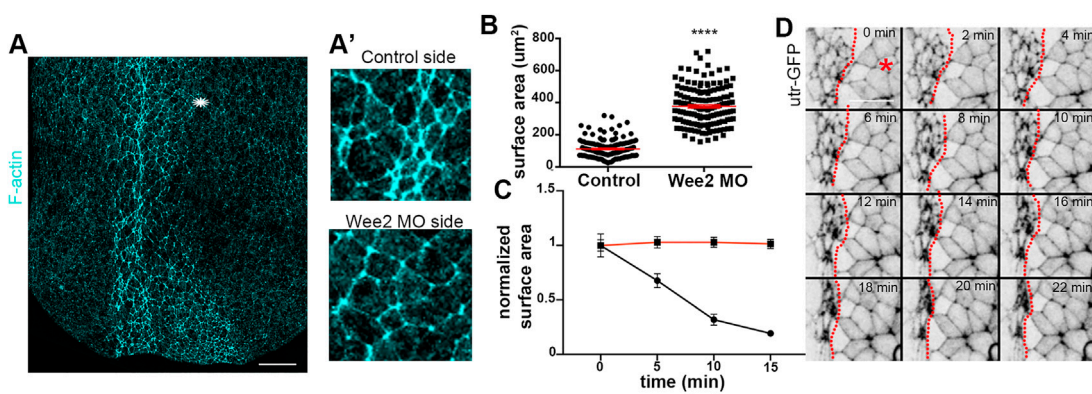 A
F-actin
A'
Control side
Wee2 MO side
B
surface area (um²)
800
600
400
200
0
****
Control
Wee2 MO
C
normalized
surface area
1.5
1
0.5
0
0
5
10
15
time (min)
D
utr-GFP
0 min
2 min
4 min
*
6 min
8 min
10 min
12 min
14 min
16 min
18 min
20 min
22 min